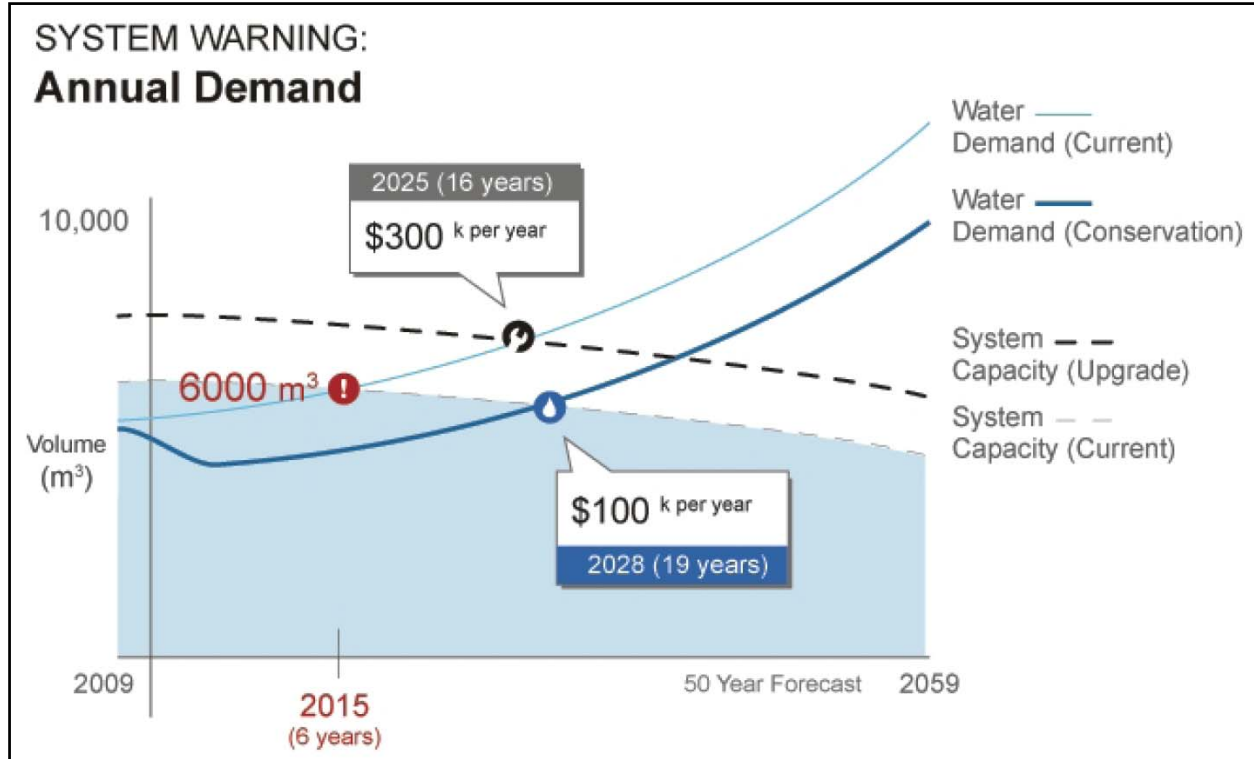 SYSTEM WARNING:
Annual Demand
10,000
Volume
(m³)
6000 m³
!
2025 (16 years)
$300 k per year
$100 k per year
2028 (19 years)
Water
Demand (Current)
Water
Demand (Conservation)
System
Capacity (Upgrade)
System
Capacity (Current)
2009
2015
(6 years)
50 Year Forecast
2059